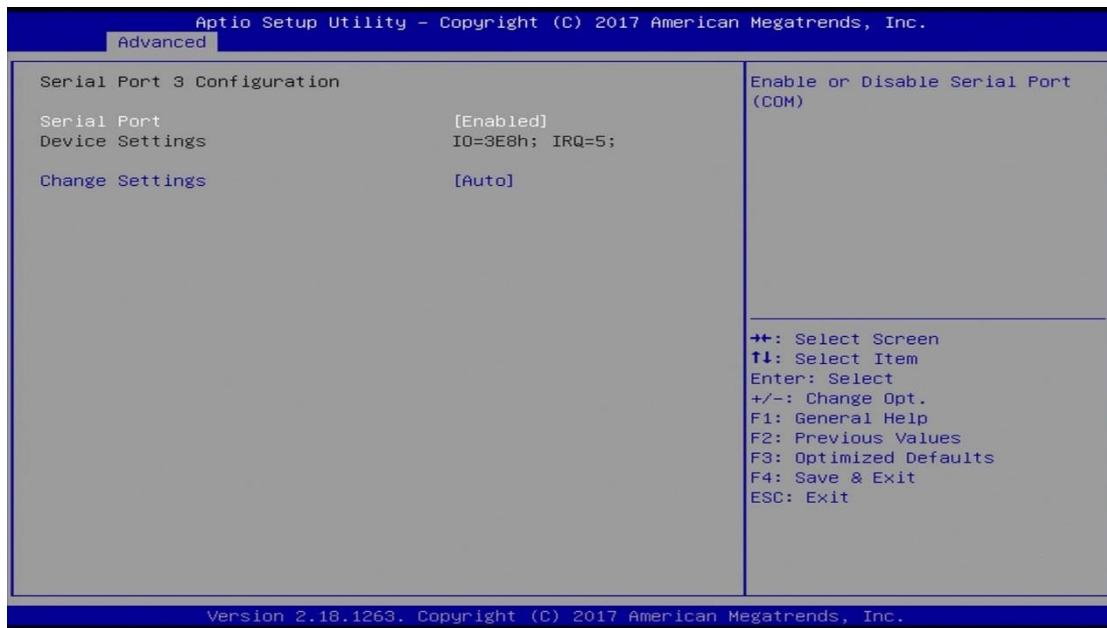 Aptio Setup Utility – Copyright (C) 2017 American Megatrends, Inc.
Advanced
Serial Port 3 Configuration
Serial Port [Enabled]
Device Settings IO=3E8h; IRQ=5;
Change Settings [Auto]
Enable or Disable Serial Port
(COM)
→←: Select Screen
↑↓: Select Item
Enter: Select
+/-: Change Opt.
F1: General Help
F2: Previous Values
F3: Optimized Defaults
F4: Save & Exit
ESC: Exit
Version 2.18.1263. Copyright (C) 2017 American Megatrends, Inc.